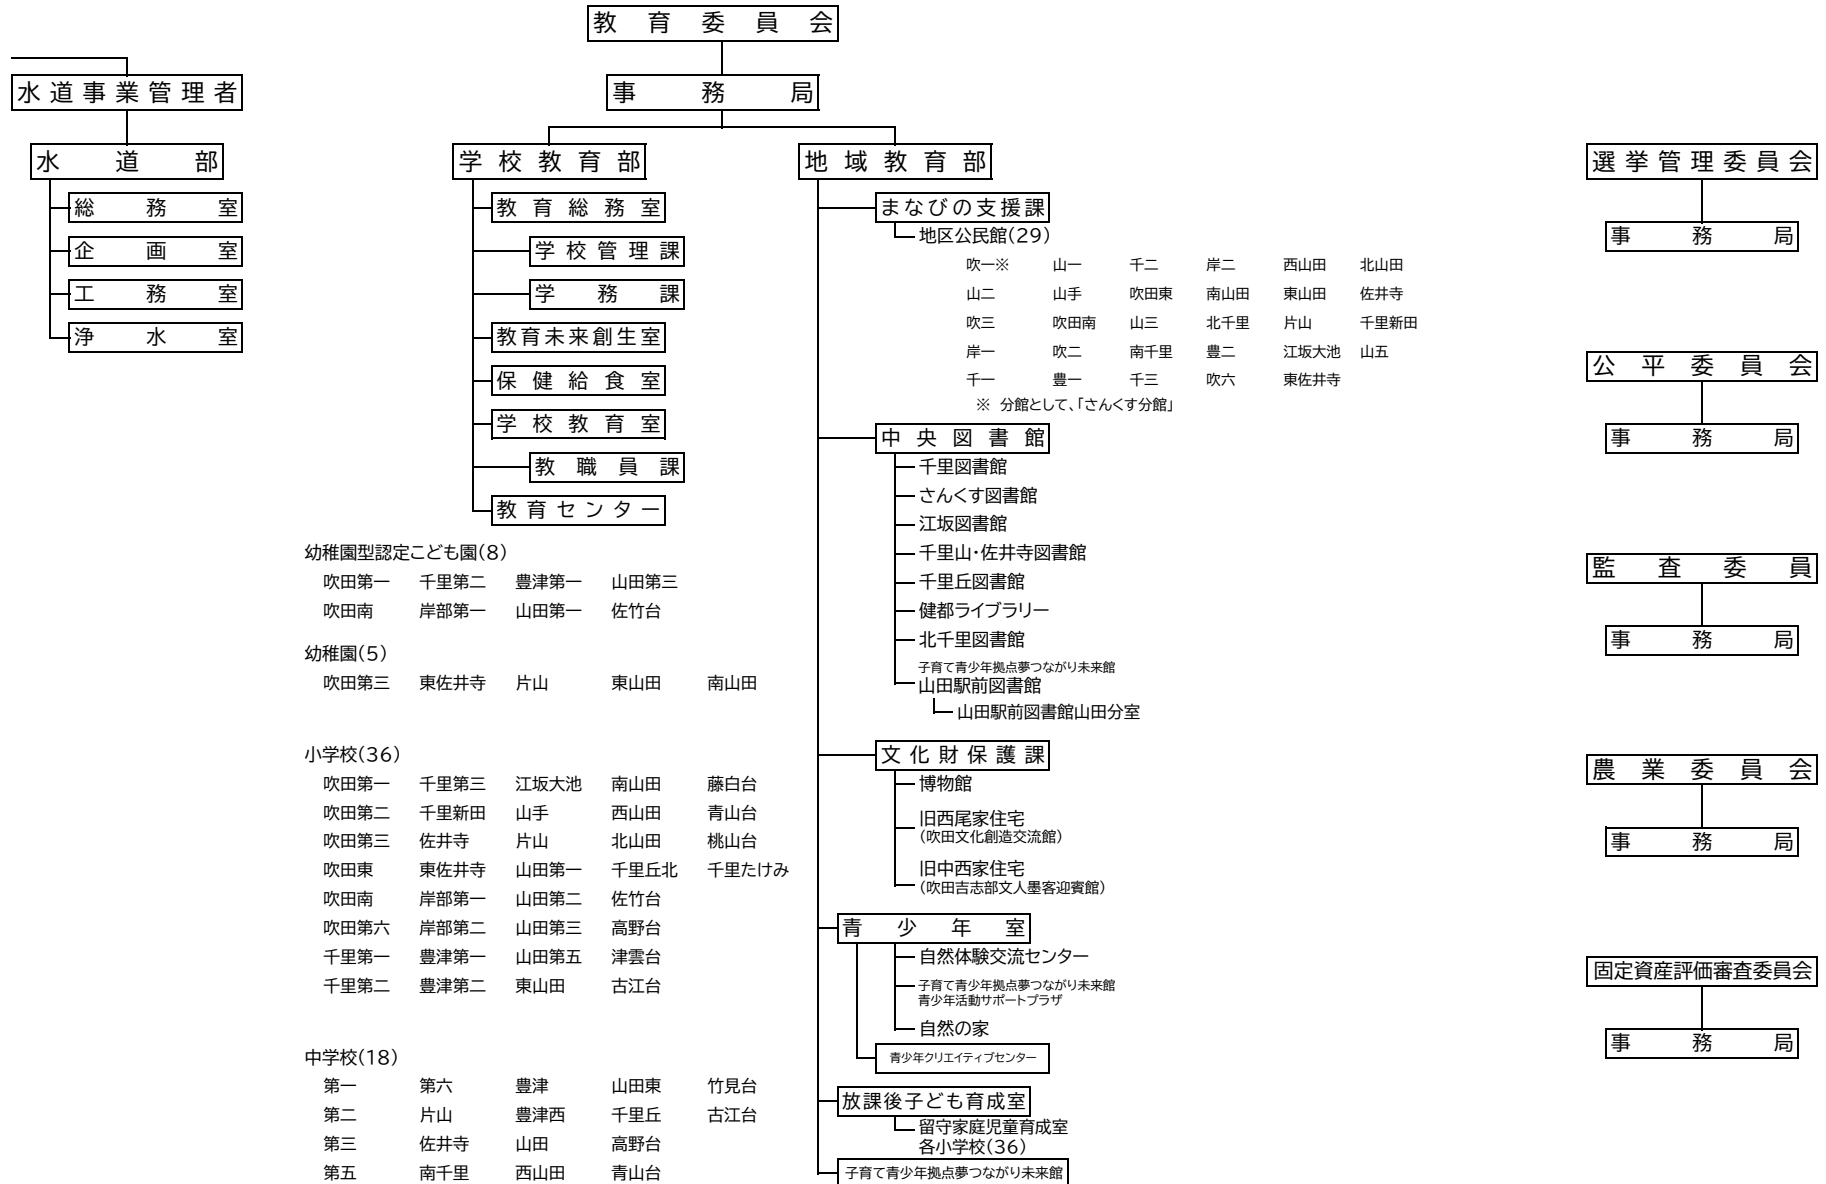 教育委員会
水道事業管理者
事務局
水道部
総務室
企画室
工務室
浄水室
学校教育部
教育総務室
学校管理課
学務課
教育未来創生室
保健給食室
学校教育室
教職員課
教育センター
幼稚園型認定こども園(8)
吹田第一 千里第二 豊津第一 山田第三
吹田南 岸部第一 山田第一 佐竹台
幼稚園(5)
吹田第三 東佐井寺 片山 東山田 南山田
小学校(36)
吹田第一 千里第三 江坂大池 南山田 藤白台
吹田第二 千里新田 山手 西山田 青山台
吹田第三 佐井寺 片山 北山田 桃山台
吹田東 東佐井寺 山田第一 千里丘北 千里たけみ
吹田南 岸部第一 山田第二 佐竹台
吹田第六 岸部第二 山田第三 高野台
千里第一 豊津第一 山田第五 津雲台
千里第二 豊津第二 東山田 古江台
中学校(18)
第一 第六 豊津 山田東 竹見台
第二 片山 豊津西 千里丘 古江台
第三 佐井寺 山田 高野台
第五 南千里 西山田 青山台
地域教育部
まなびの支援課
地区公民館(29)
吹一※ 山一 千二 岸二 西山田 北山田
山二 山手 吹田東 南山田 東山田 佐井寺
吹三 吹田南 山三 北千里 片山 千里新田
岸一 吹二 南千里 豊二 江坂大池 山五
千一 豊一 千三 吹六 東佐井寺
※ 分館として、「さんくす分館」
中央図書館
千里図書館
さんくす図書館
江坂図書館
千里山・佐井寺図書館
千里丘図書館
健都ライブラリー
北千里図書館
子育て青少年拠点夢つながり未来館
山田駅前図書館
山田駅前図書館山田分室
文化財保護課
博物館
旧西尾家住宅
(吹田文化創造交流館)
旧中西家住宅
(吹田吉志部文人墨客迎賓館)
青少年室
自然体験交流センター
子育て青少年拠点夢つながり未来館
青少年活動サポートプラザ
自然の家
青少年クリエイティブセンター
放課後子ども育成室
留守家庭児童育成室
各小学校(36)
子育て青少年拠点夢つながり未来館
選挙管理委員会
事務局
公平委員会
事務局
監査委員
事務局
農業委員会
事務局
固定資産評価審査委員会
事務局